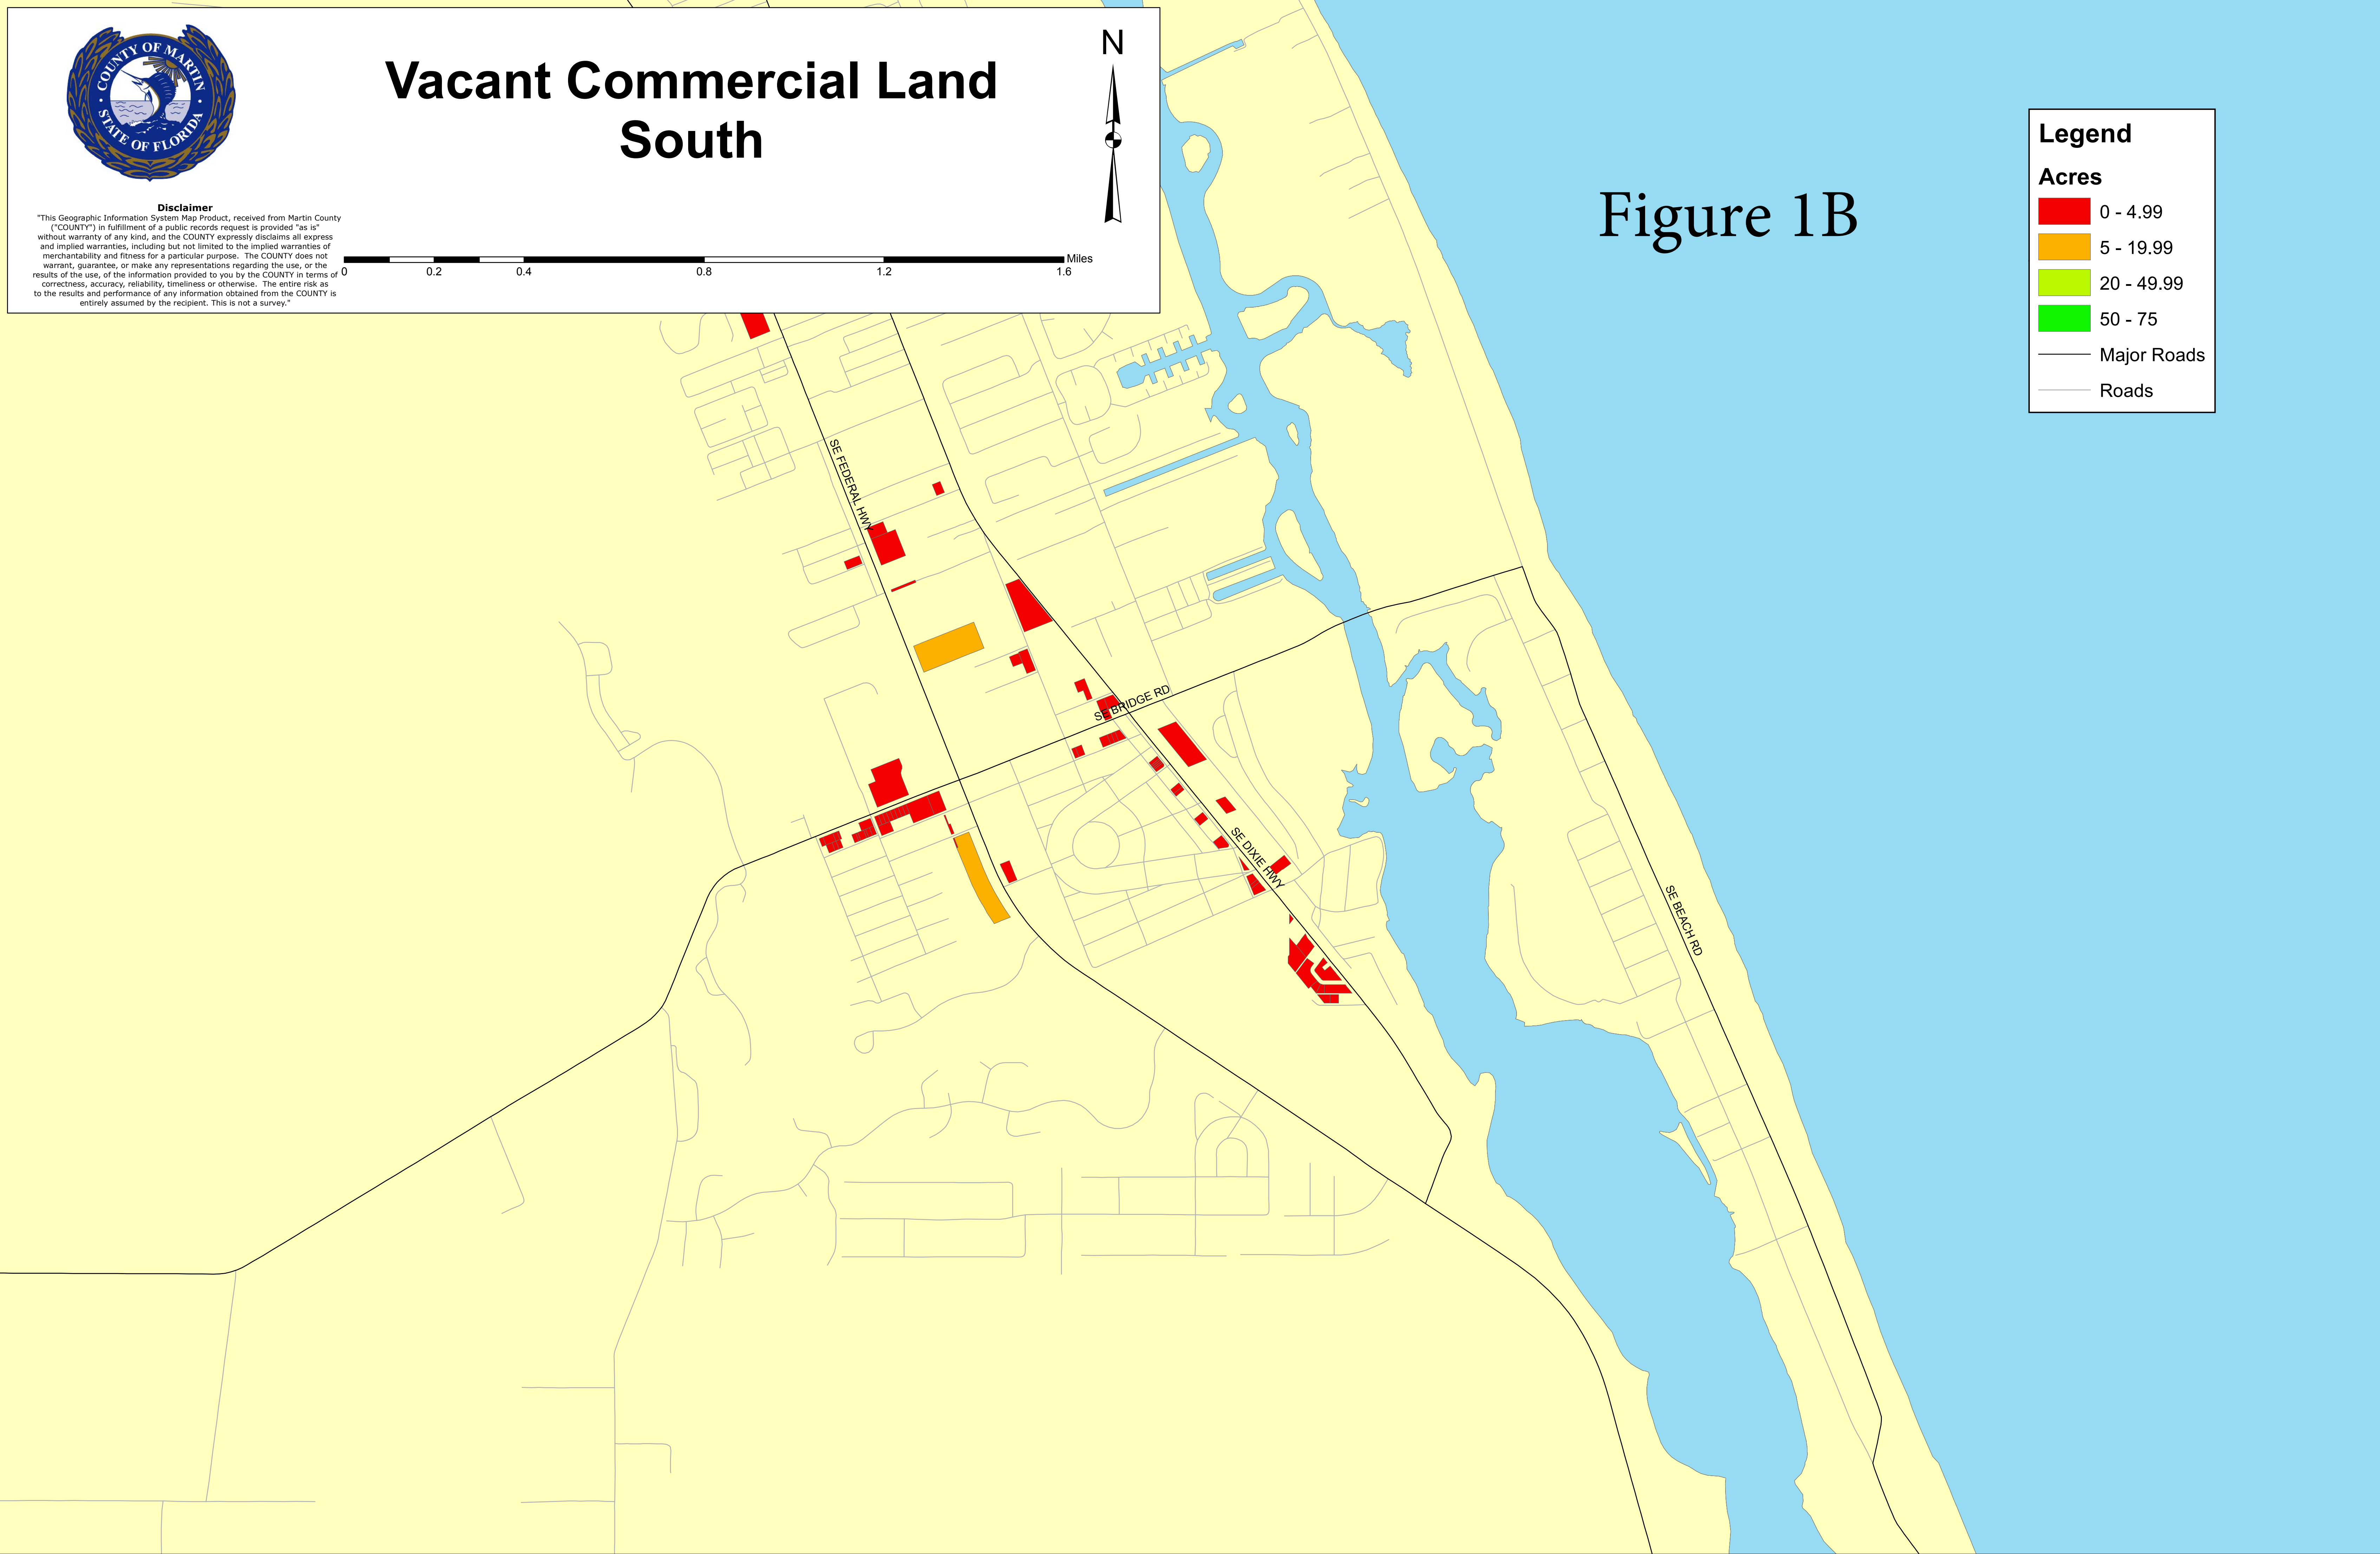 COUNTY OF MARTIN
STATE OF FLORIDA
Vacant Commercial Land
South
N
Disclaimer
"This Geographic Information System Map Product, received from Martin County
("COUNTY") in fulfillment of a public records request is provided "as is"
without warranty of any kind, and the COUNTY expressly disclaims all express
and implied warranties, including but not limited to the implied warranties of
merchantability and fitness for a particular purpose. The COUNTY does not
warrant, guarantee, or make any representations regarding the use, or the
results of the use, of the information provided to you by the COUNTY in terms of
correctness, accuracy, reliability, timeliness or otherwise. The entire risk as
to the results and performance of any information obtained from the COUNTY is
entirely assumed by the recipient. This is not a survey."
Miles
0 0.2 0.4 0.8 1.2 1.6
Figure 1B
Legend
Acres
0 - 4.99
5 - 19.99
20 - 49.99
50 - 75
Major Roads
Roads
SE FEDERAL HWY
SE BRIDGE RD
SE DIXIE HWY
SE BEACH RD